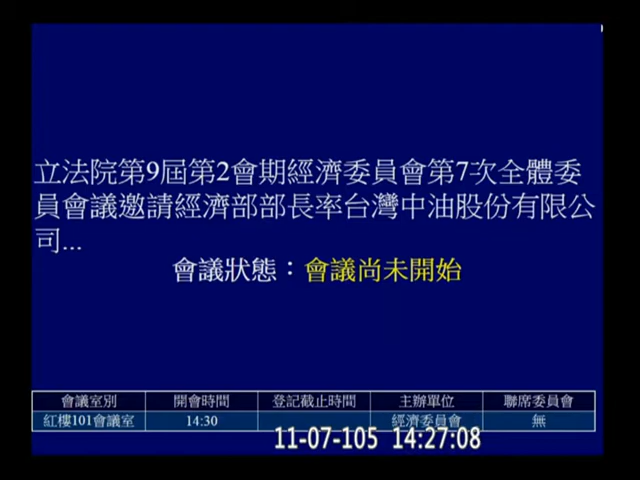 立法院第9屆第2會期經濟委員會第7次全體委
員會議邀請經濟部部長率台灣中油股份有限公
司...
會議狀態：會議尚未開始
會議室別 開會時間 登記截止時間 主辦單位 聯席委員會
紅樓101會議室 14:30 經濟委員會 無
11-07-105 14:27:08